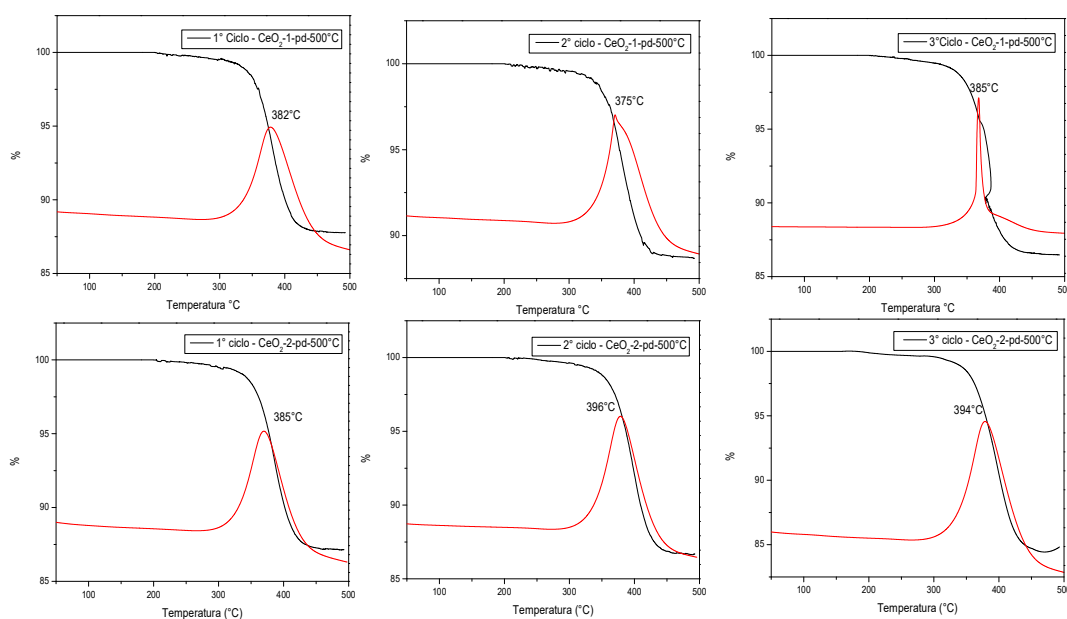 1° Ciclo - CeO₂-1-pd-500°C
100
95
90
85
%
382°C
100 200 300 400 500
Temperatura °C
2° ciclo - CeO₂-1-pd-500°C
100
95
90
%
375°C
100 200 300 400 500
Temperatura °C
3°Ciclo - CeO₂-1-pd-500°C
100
95
90
85
%
385°C
100 200 300 400 50
Temperatura °C
1° ciclo - CeO₂-2-pd-500°C
100
95
90
85
%
385°C
100 200 300 400 500
Temperatura (°C)
2° ciclo - CeO₂-2-pd-500°C
100
95
90
85
%
396°C
100 200 300 400 500
Temperatura (°C)
3° ciclo - CeO₂-2-pd-500°C
100
95
90
85
%
394°C
100 200 300 400 500
Temperatura (°C)